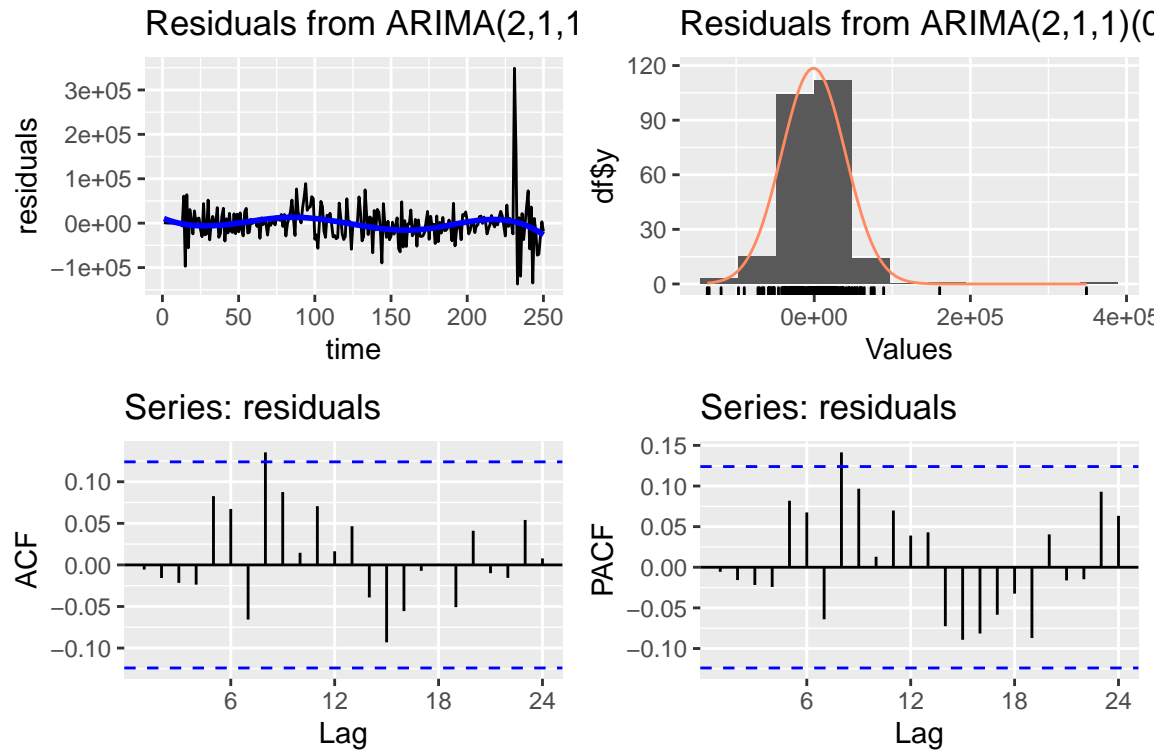 Residuals from ARIMA(2,1,1
3e+05
2e+05
1e+05
0e+00
−1e+05
residuals
0 50 100 150 200 250
time
Residuals from ARIMA(2,1,1)(0
120
90
60
30
0
df$y
0e+00 2e+05 4e+05
Values
Series: residuals
0.10
0.05
0.00
−0.05
−0.10
ACF
6 12 18 24
Lag
Series: residuals
0.15
0.10
0.05
0.00
−0.05
−0.10
PACF
6 12 18 24
Lag